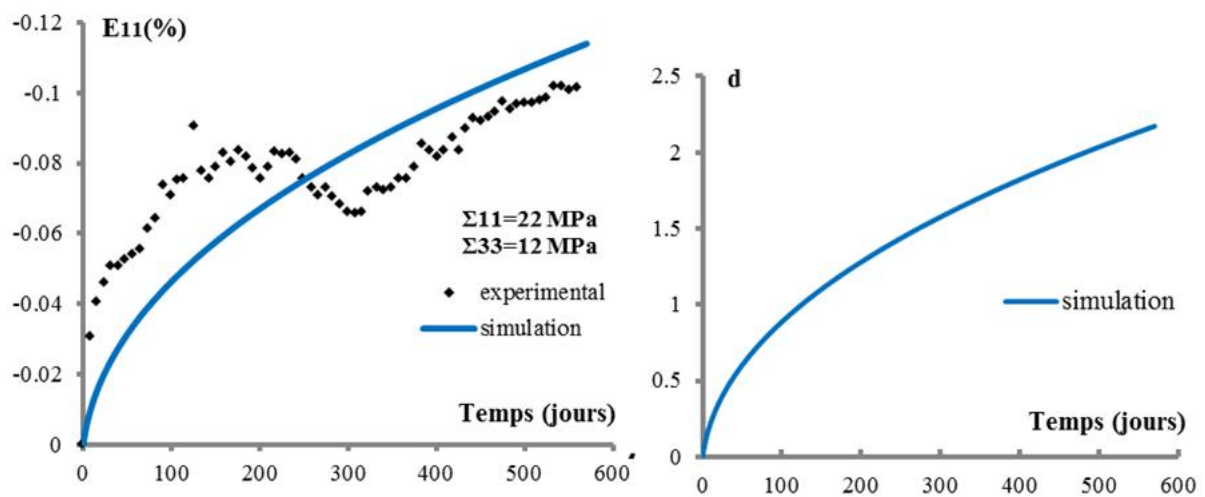 E11(%)
-0.12
-0.1
-0.08
-0.06
-0.04
-0.02
0
Σ11=22 MPa
Σ33=12 MPa
experimental
simulation
Temps (jours)
0 100 200 300 400 500 600
d
2.5
2
1.5
1
0.5
0
simulation
Temps (jours)
0 100 200 300 400 500 600